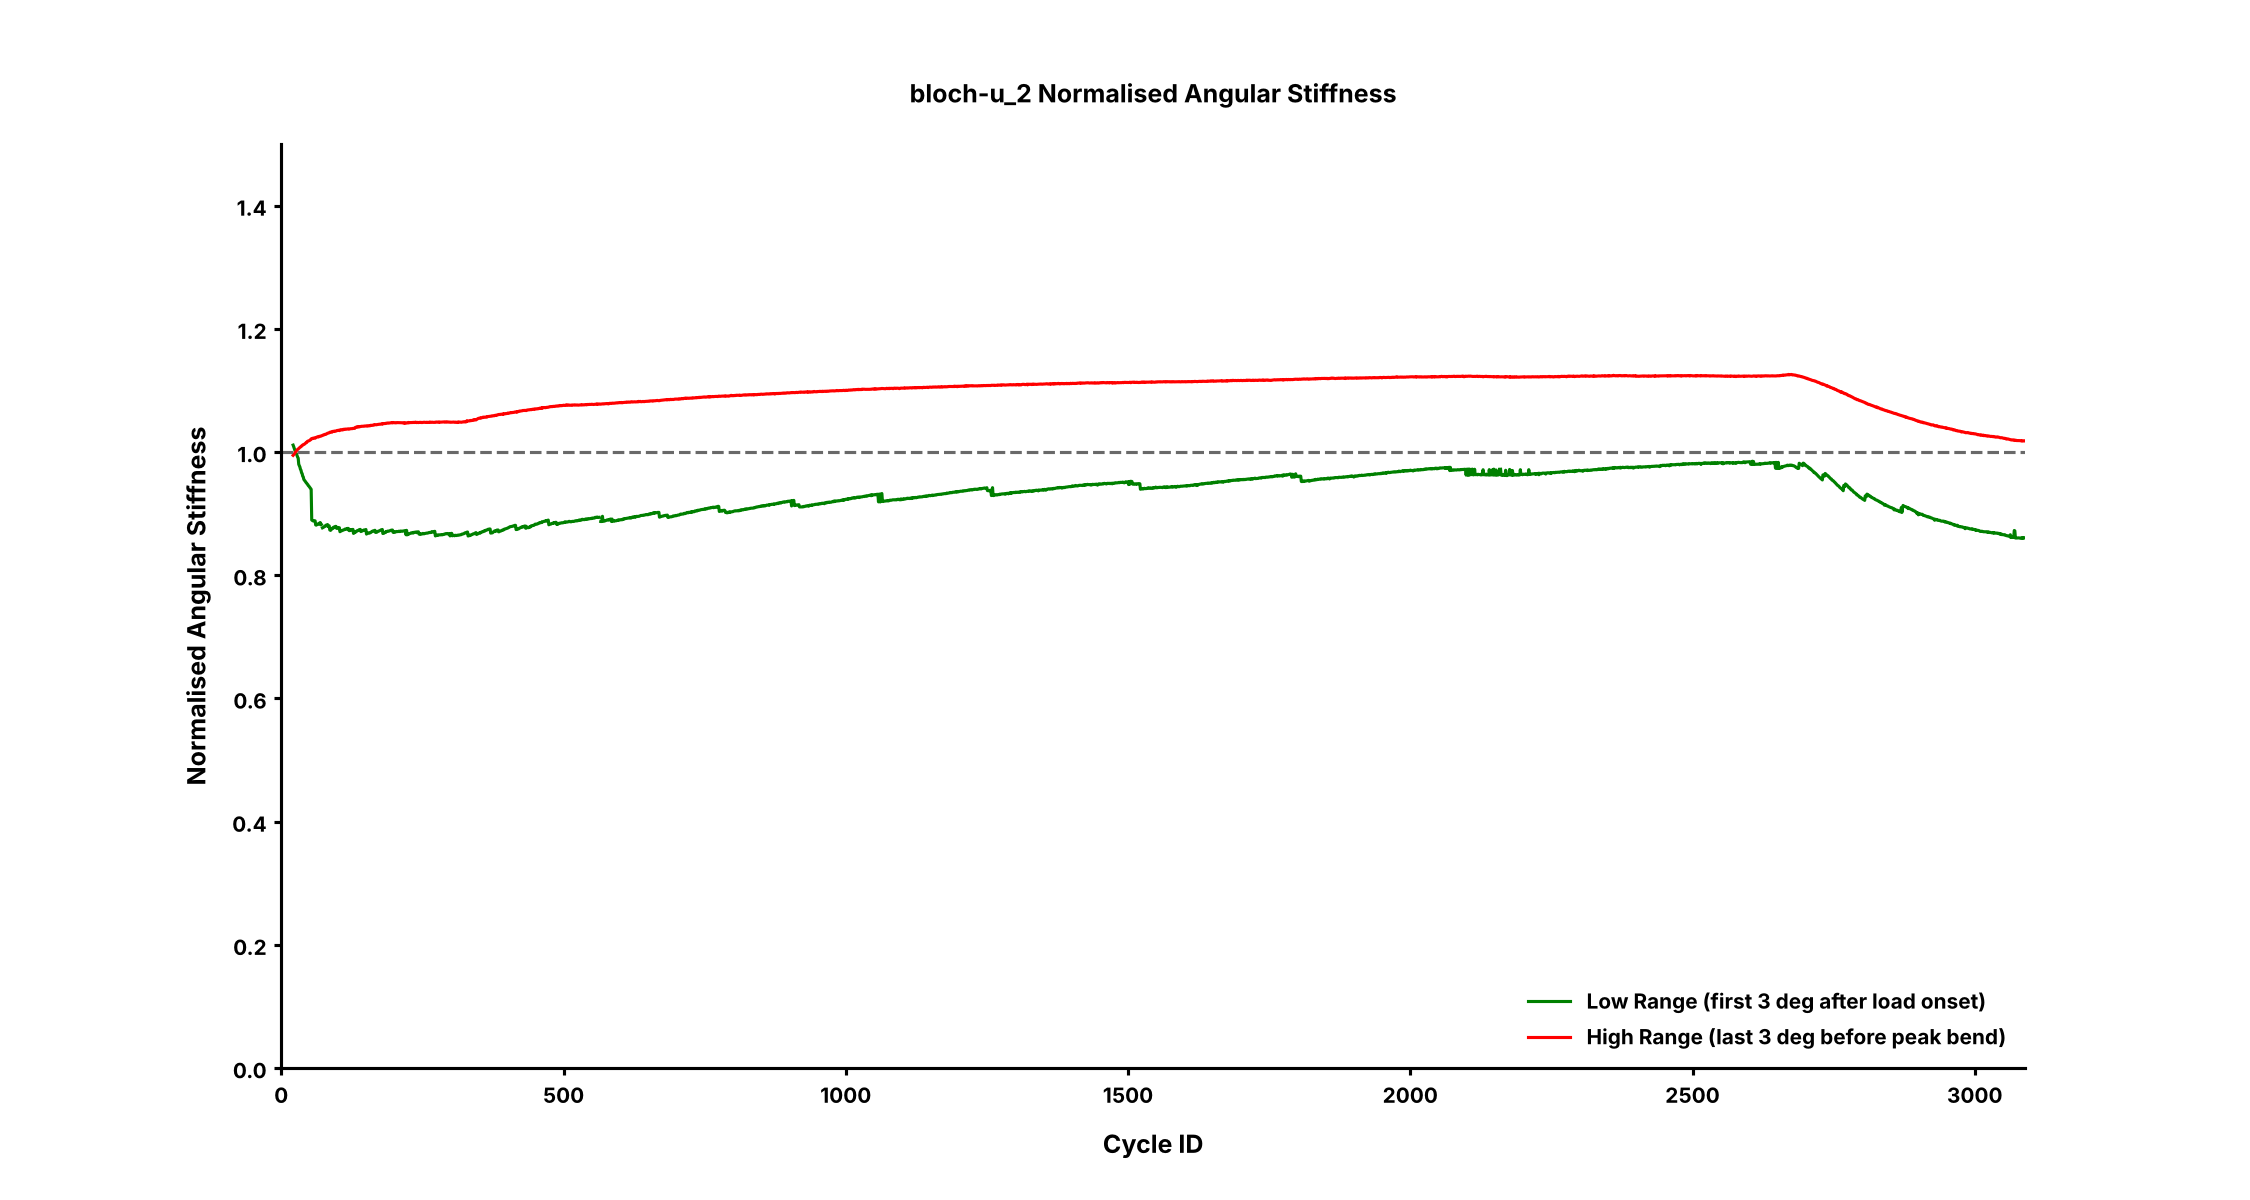 bloch-u_2 Normalised Angular Stiffness
Normalised Angular Stiffness
1.4
1.2
1.0
0.8
0.6
0.4
0.2
0.0
0 500 1000 1500 2000 2500 3000
Cycle ID
Low Range (first 3 deg after load onset)
High Range (last 3 deg before peak bend)